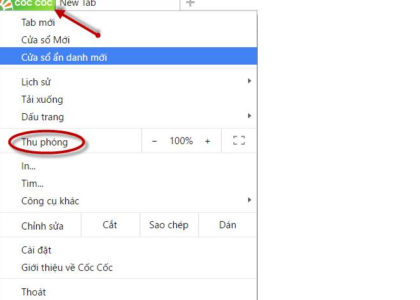 cốc cốc New Tab
Tab mới
Cửa sổ Mới
Cửa sổ ẩn danh mới
Lịch sử
Tải xuống
Dấu trang
Thu phóng - 100% +
In...
Tìm...
Công cụ khác
Chỉnh sửa Cắt Sao chép Dán
Cài đặt
Giới thiệu về Cốc Cốc
Thoát